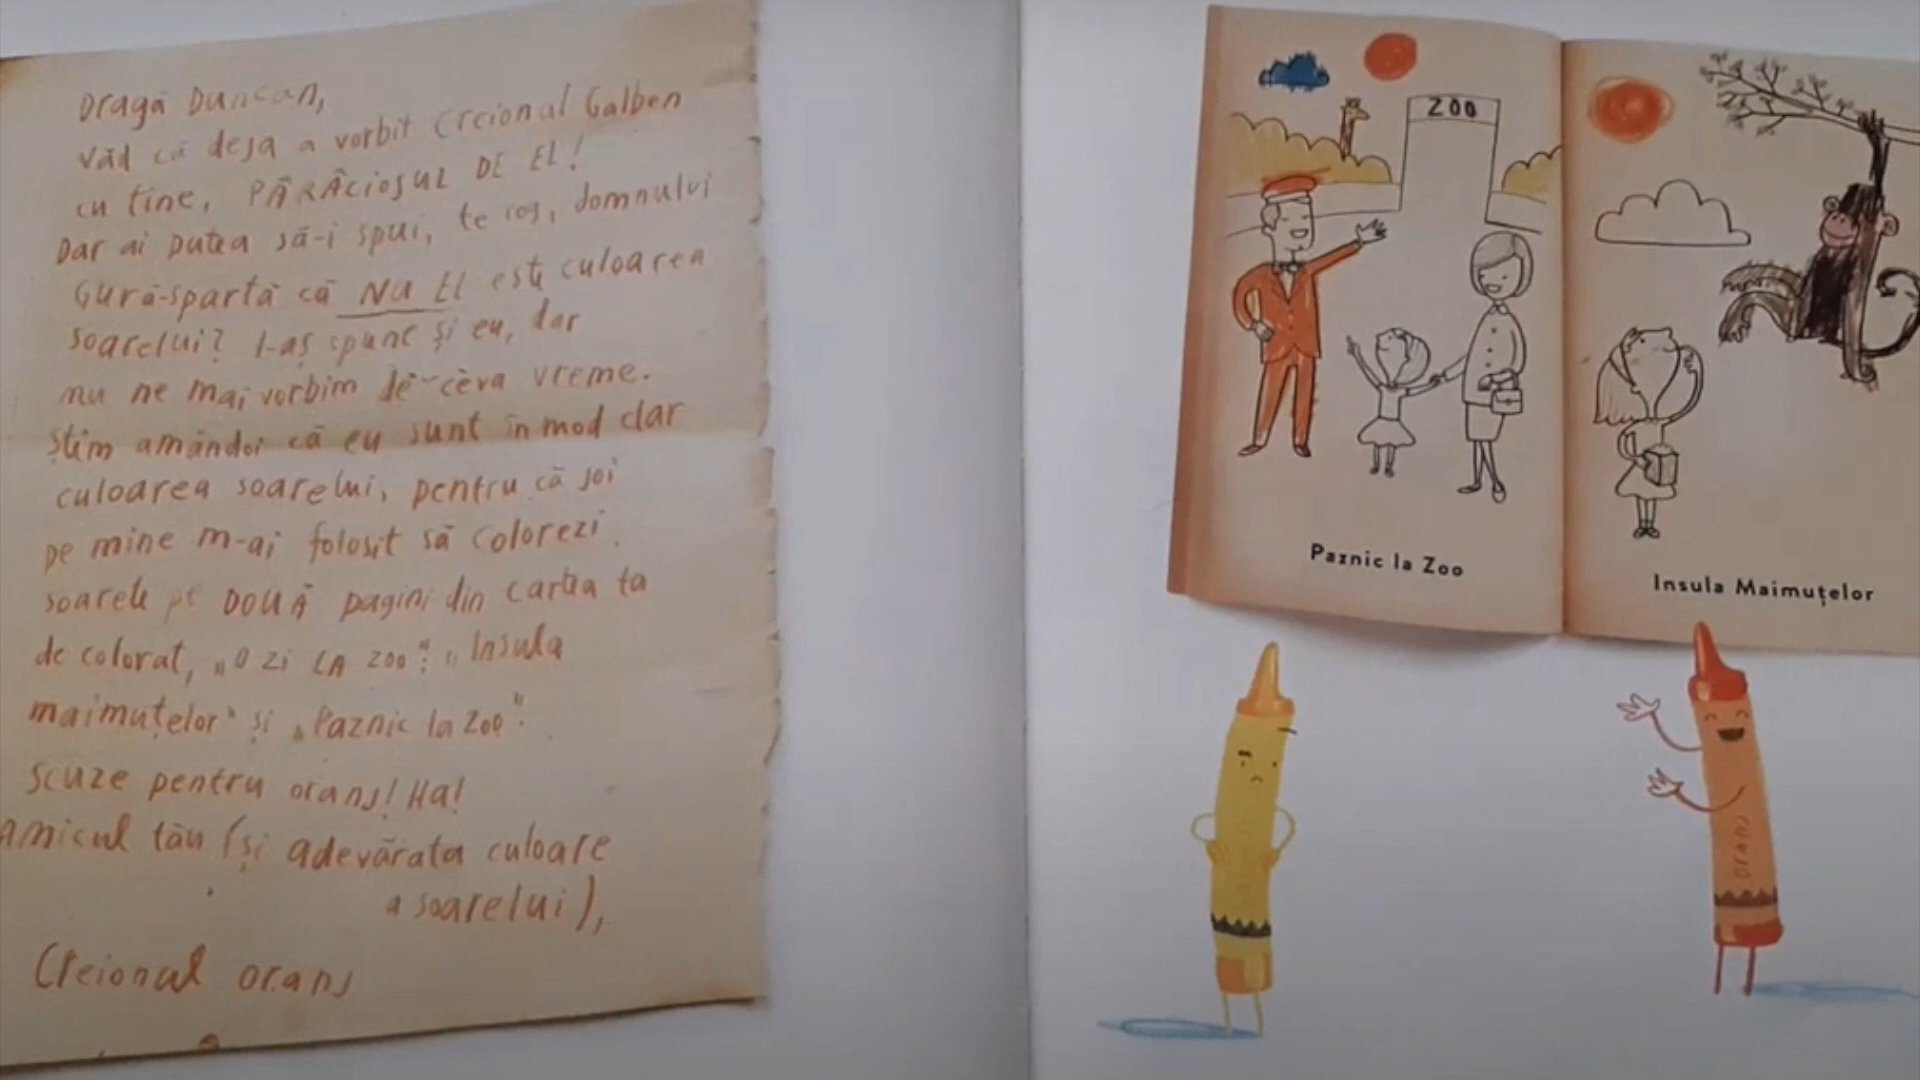 Dragă Duncan,
văd că deja a vorbit Creionul Galben
cu tine, PĂRÂCIOSUL DE EL!
Dar ai putea să-i spui, te rog, domnului
Gură-spartă că NU EL este culoarea
soarelui? I-aș spune și eu, dar
nu ne mai vorbim de-ceva vreme.
Știm amândoi că eu sunt în mod clar
culoarea soarelui, pentru că joi
pe mine m-ai folosit să colorezi
soarele pe DOUĂ pagini din cartea ta
de colorat, „O ZI LA ZOO”: „Insula
maimuțelor” și „Paznic la Zoo”.
Scuze pentru oranj! Ha!
Amicul tău (și adevărata culoare
a soarelui),
Creionul oranj
ZOO
Paznic la Zoo
Insula Maimuțelor
ORANJ